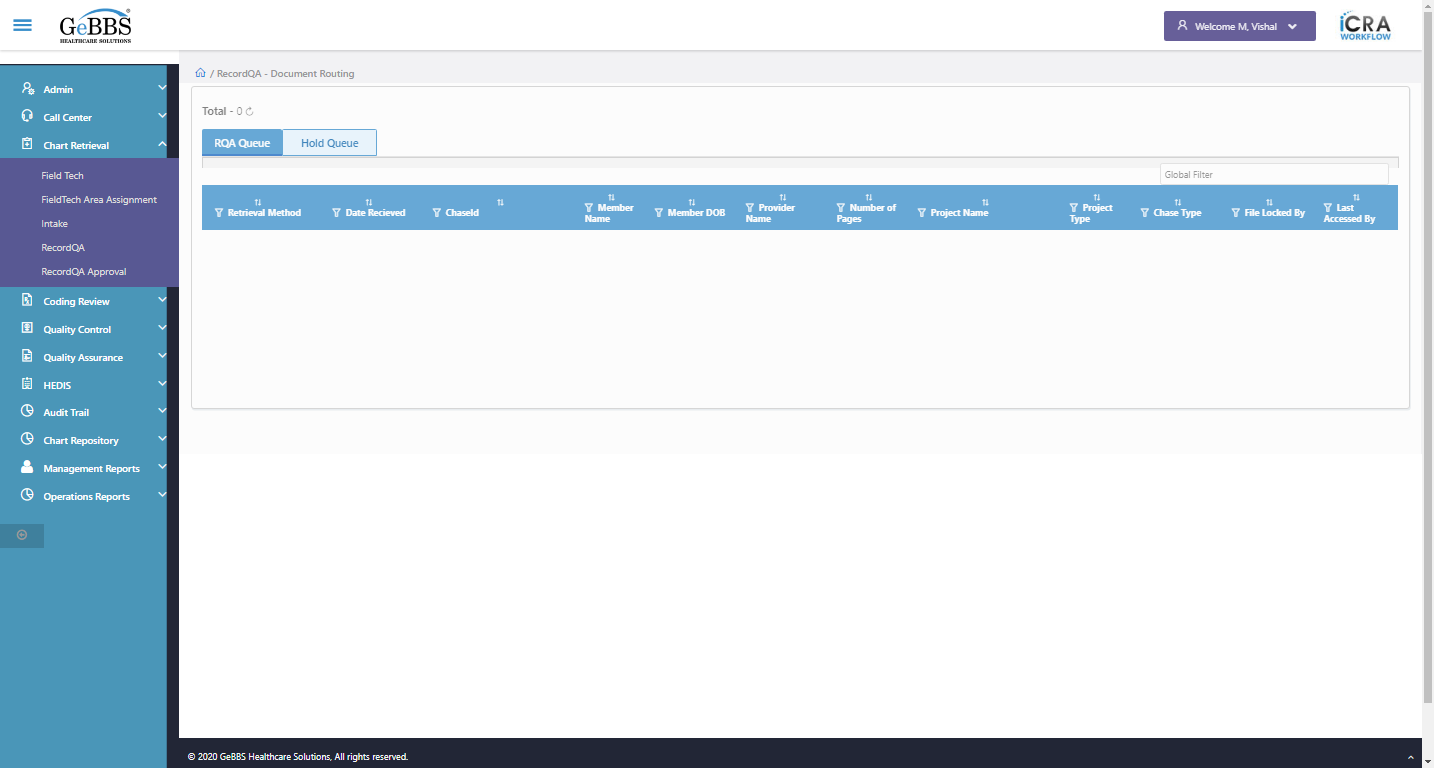 GeBBS
HEALTHCARE SOLUTIONS
Welcome M, Vishal
iCRA
WORKFLOW
Admin
Call Center
Chart Retrieval
Field Tech
FieldTech Area Assignment
Intake
RecordQA
RecordQA Approval
Coding Review
Quality Control
Quality Assurance
HEDIS
Audit Trail
Chart Repository
Management Reports
Operations Reports
/ RecordQA - Document Routing
Total - 0
RQA Queue Hold Queue
Global Filter
Retrieval Method
Date Recieved
ChaseId
Member
Name
Member DOB
Provider
Name
Number of
Pages
Project Name
Project
Type
Chase Type
File Locked By
Last
Accessed By
© 2020 GeBBS Healthcare Solutions, All rights reserved.